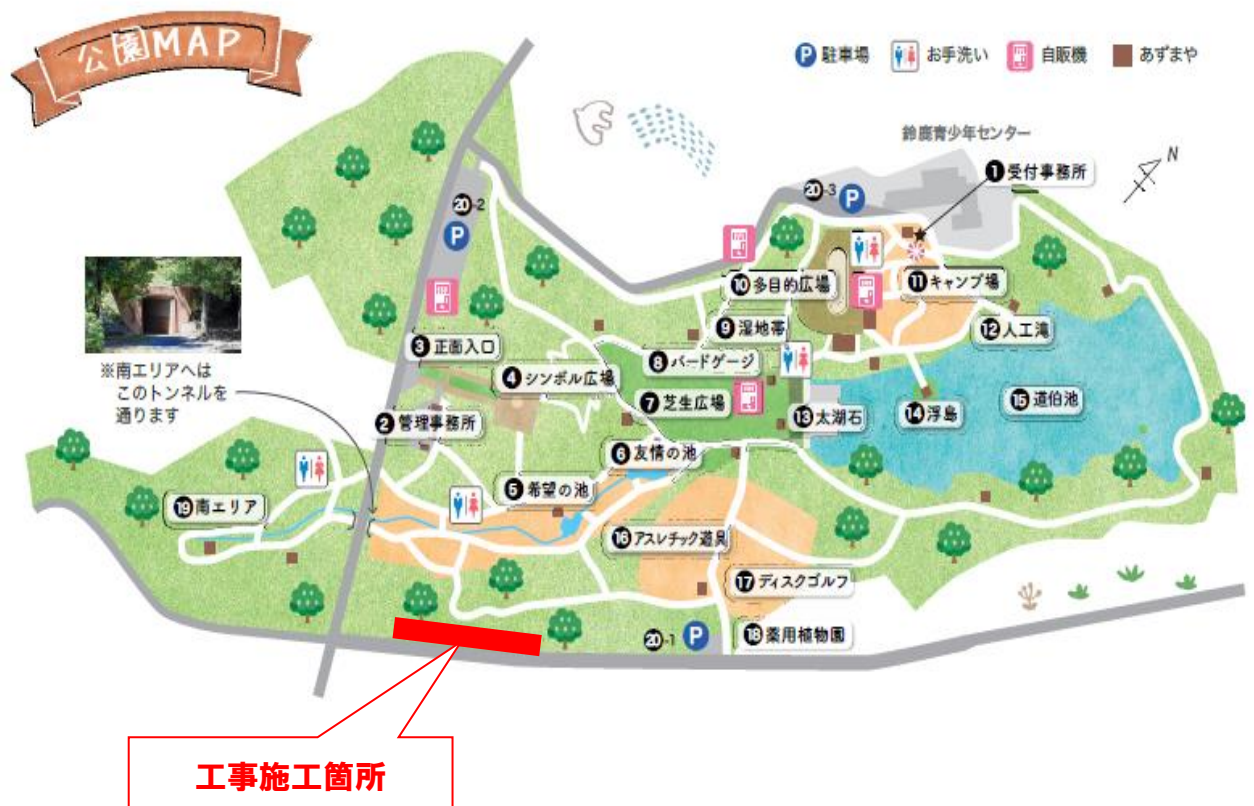 公園MAP
P 駐車場 お手洗い 自販機 あずまや
鈴鹿青少年センター
N
❶受付事務所
⓴-3 P
⓴-2
P
❿多目的広場
⓫キャンプ場
❾湿地帯
⓬人工滝
❸正面入口
❽バードゲージ
❹シンボル広場
❼芝生広場
⓭太湖石
⓮浮島
⓯道伯池
※南エリアへは
このトンネルを
通ります
❷管理事務所
❻友情の池
❺希望の池
⓳南エリア
⓰アスレチック遊具
⓱ディスクゴルフ
⓴-1 P
⓲薬用植物園
工事施工箇所